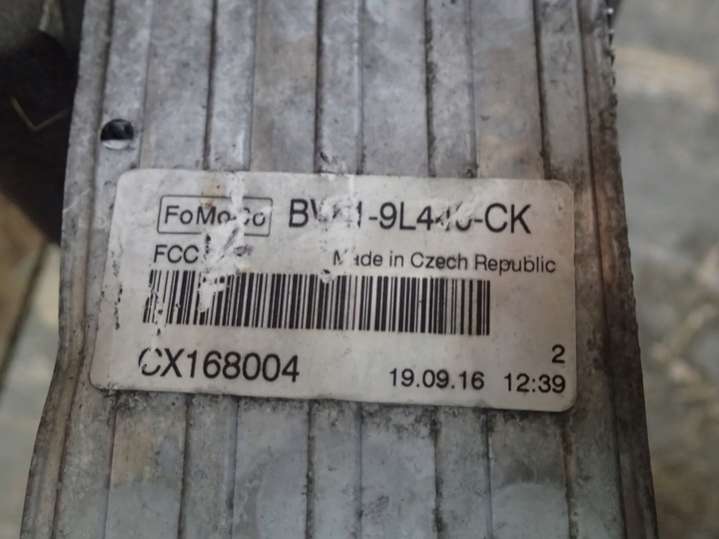 FoMoCo
FCC Made in Czech Republic
CX168004 2
19.09.16 12:39